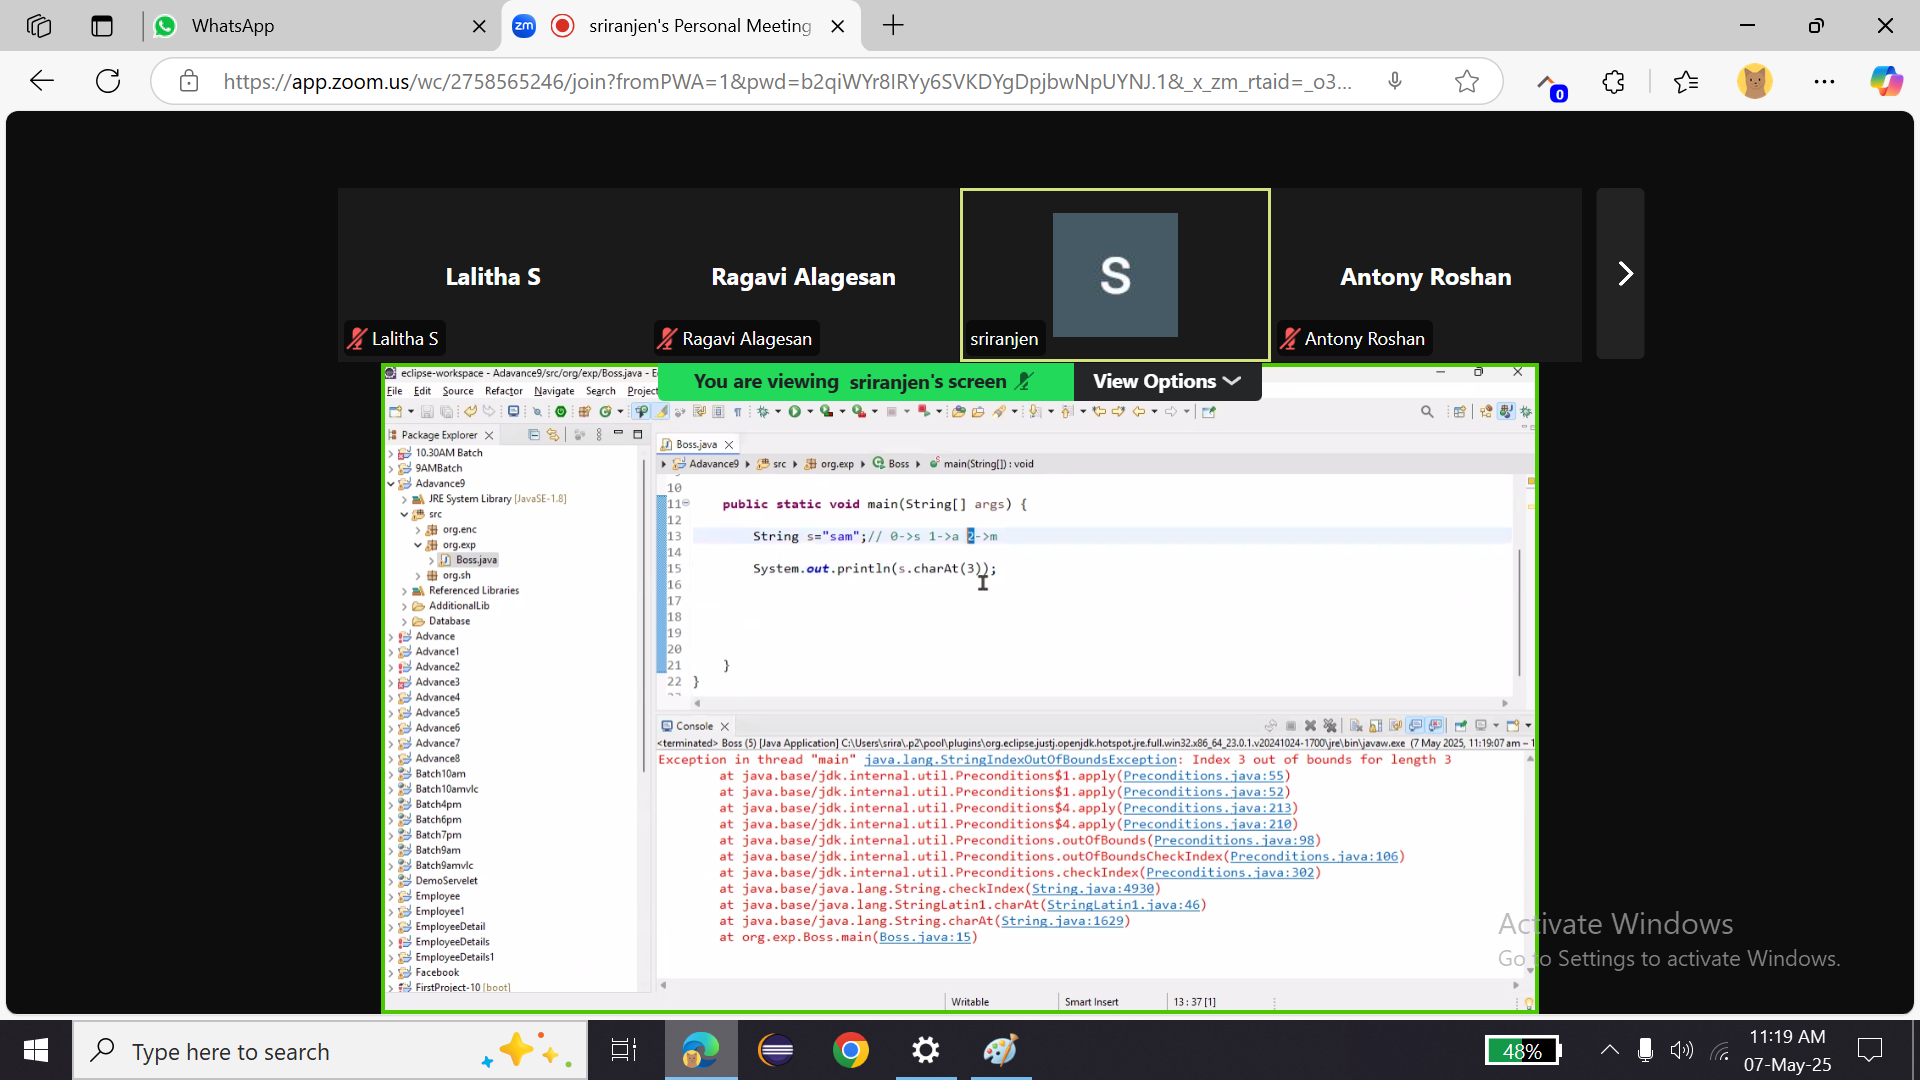 WhatsApp
zm sriranjen's Personal Meeting
https://app.zoom.us/wc/2758565246/join?fromPWA=1&pwd=b2qiWYr8IRYy6SVKDYgDpjbwNpUYNJ.1&_x_zm_rtaid=_o3...
0
Lalitha S
Ragavi Alagesan
S
Antony Roshan
Lalitha S
Ragavi Alagesan
sriranjen
Antony Roshan
eclipse-workspace - Adavance9/src/org/exp/Boss.java - E
You are viewing sriranjen's screen
View Options
File Edit Source Refactor Navigate Search Project
Package Explorer
10.30AM Batch
9AMBatch
Adavance9
JRE System Library [JavaSE-1.8]
src
org.enc
org.exp
Boss.java
org.sh
Referenced Libraries
AdditionalLib
Database
Advance
Advance1
Advance2
Advance3
Advance4
Advance5
Advance6
Advance7
Advance8
Batch10am
Batch10amvlc
Batch4pm
Batch6pm
Batch7pm
Batch9am
Batch9amvlc
DemoServelet
Employee
Employee1
EmployeeDetail
EmployeeDetails
EmployeeDetails1
Facebook
FirstProject-10 [boot]
Boss.java
Adavance9 src org.exp Boss main(String[]) : void
10
11 public static void main(String[] args) {
12
13 String s="sam";// 0->s 1->a 2->m
14
15 System.out.println(s.charAt(3));
16
17
18
19
20
21 }
22 }
Console
<terminated> Boss (5) [Java Application] C:\Users\srira\.p2\pool\plugins\org.eclipse.justj.openjdk.hotspot.jre.full.win32.x86_64_23.0.1.v20241024-1700\jre\bin\javaw.exe (7 May 2025, 11:19:07 am – 1
Exception in thread "main" java.lang.StringIndexOutOfBoundsException: Index 3 out of bounds for length 3
at java.base/jdk.internal.util.Preconditions$1.apply(Preconditions.java:55)
at java.base/jdk.internal.util.Preconditions$1.apply(Preconditions.java:52)
at java.base/jdk.internal.util.Preconditions$4.apply(Preconditions.java:213)
at java.base/jdk.internal.util.Preconditions$4.apply(Preconditions.java:210)
at java.base/jdk.internal.util.Preconditions.outOfBounds(Preconditions.java:98)
at java.base/jdk.internal.util.Preconditions.outOfBoundsCheckIndex(Preconditions.java:106)
at java.base/jdk.internal.util.Preconditions.checkIndex(Preconditions.java:302)
at java.base/java.lang.String.checkIndex(String.java:4930)
at java.base/java.lang.StringLatin1.charAt(StringLatin1.java:46)
at java.base/java.lang.String.charAt(String.java:1629)
at org.exp.Boss.main(Boss.java:15)
Writable
Smart Insert
13 : 37 [1]
Activate Windows
Go to Settings to activate Windows.
Type here to search
48%
11:19 AM
07-May-25